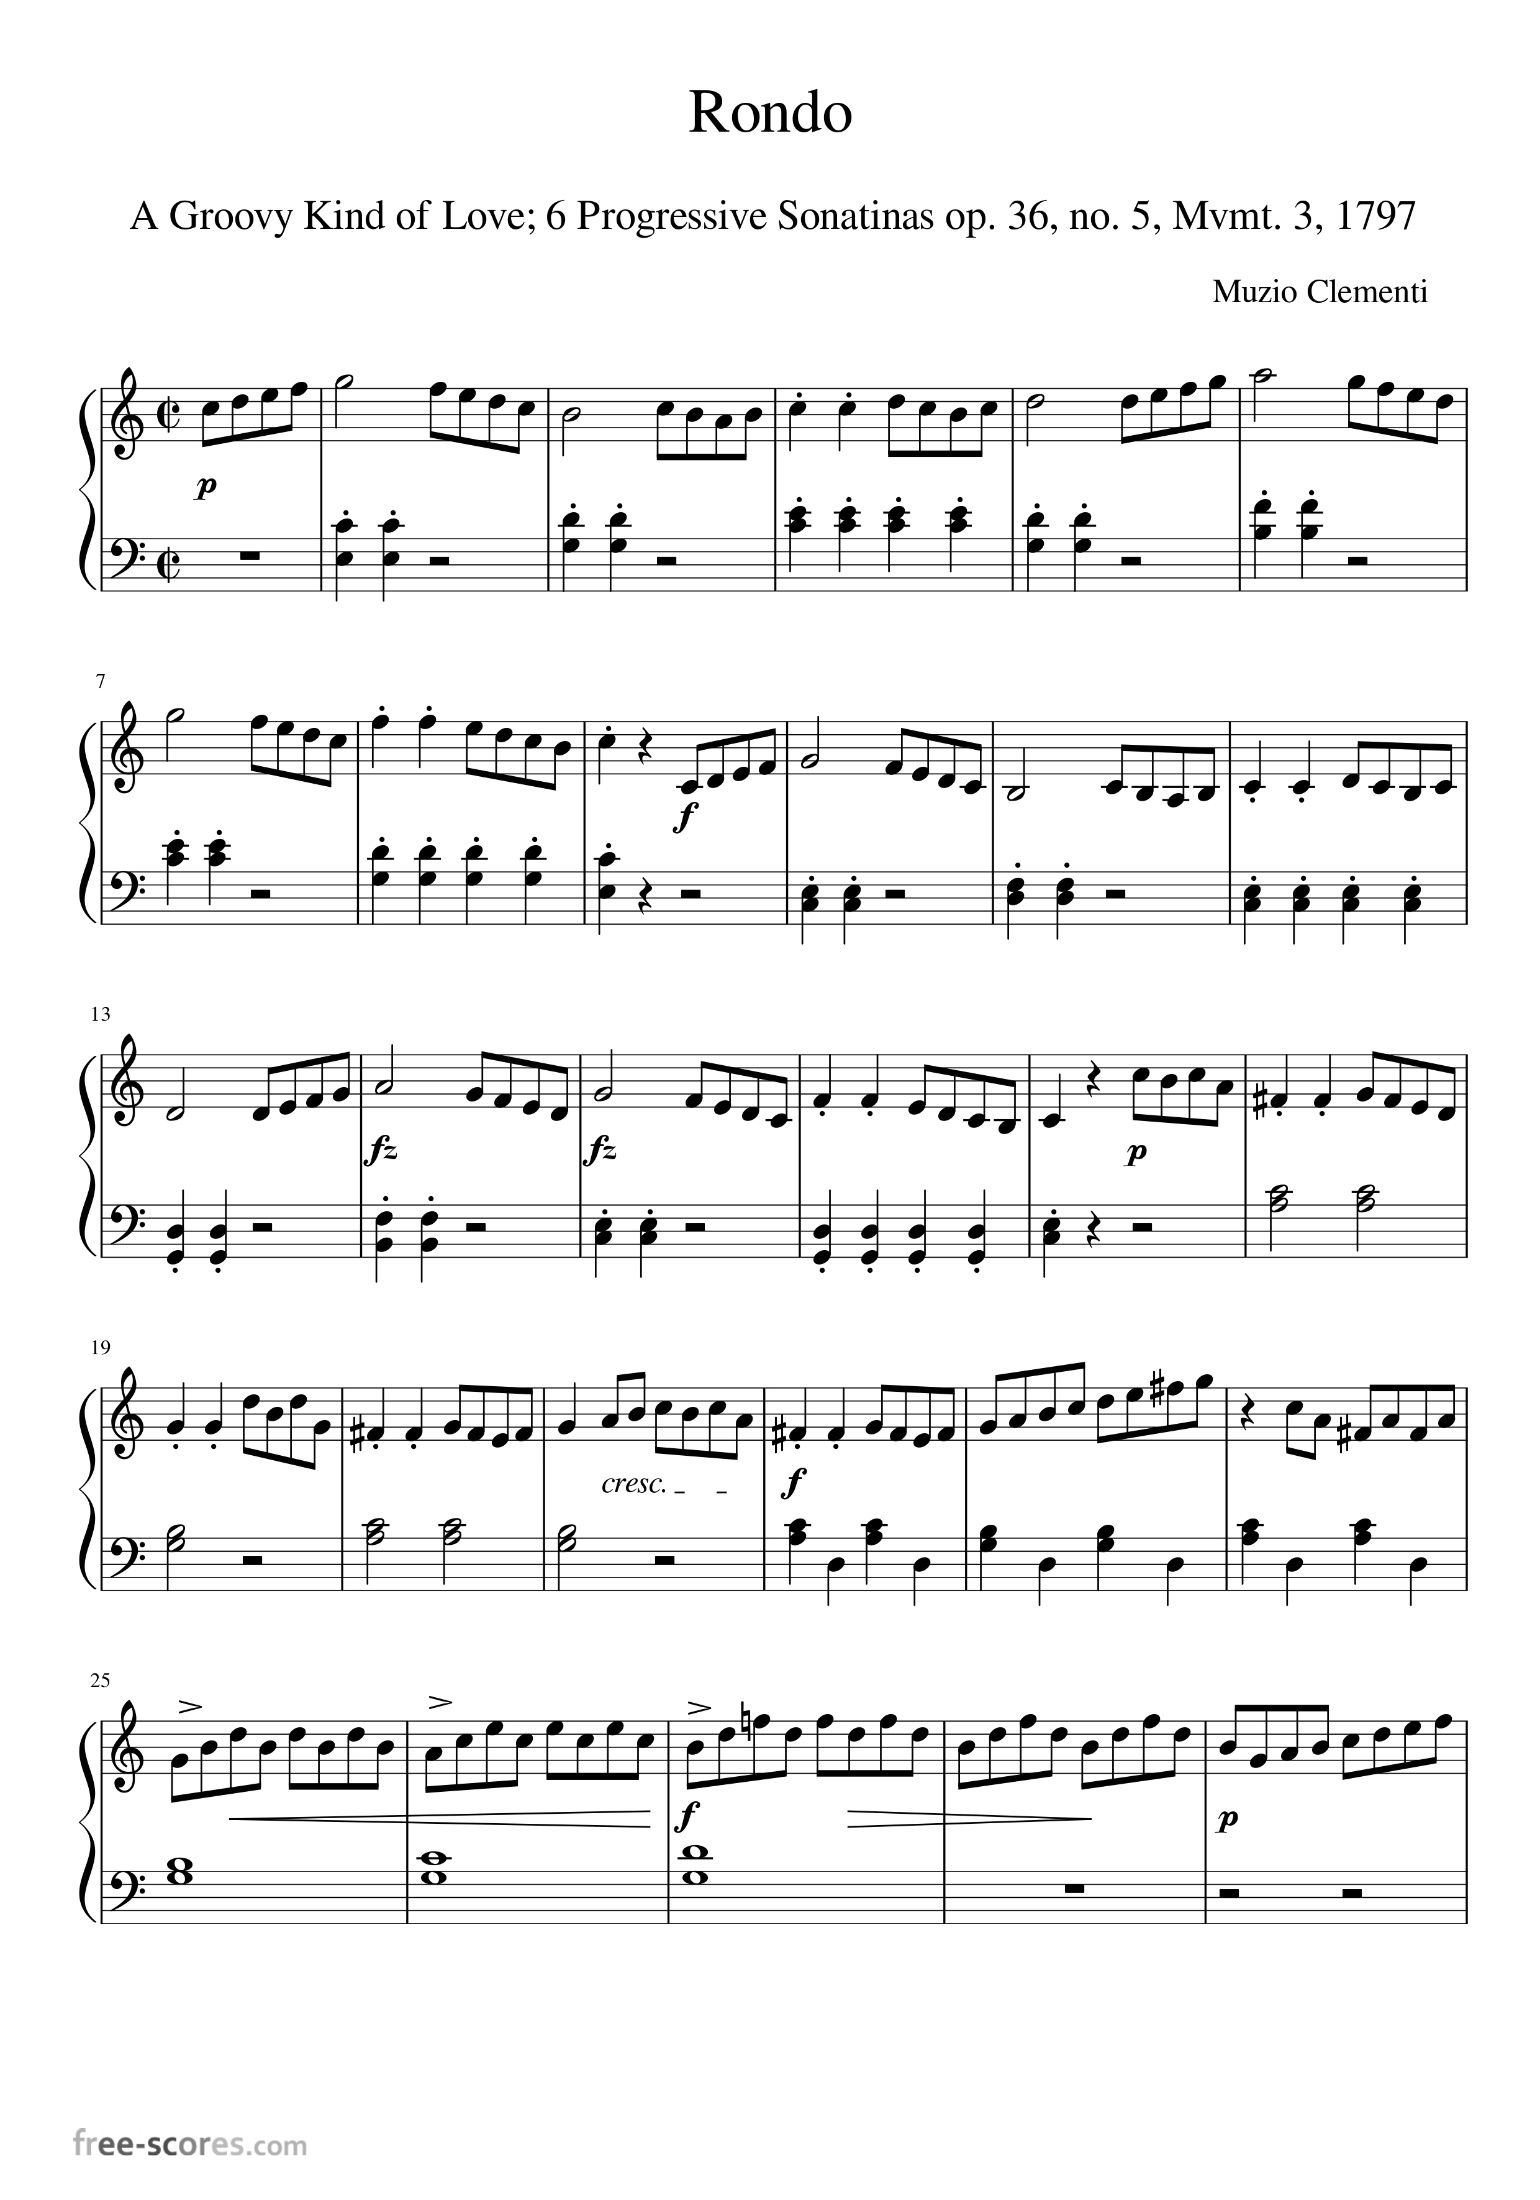 Rondo
A Groovy Kind of Love; 6 Progressive Sonatinas op. 36, no. 5, Mvmt. 3, 1797
Muzio Clementi
p
7
f
13
fz fz p
19
cresc. f
25
f p
free-scores.com